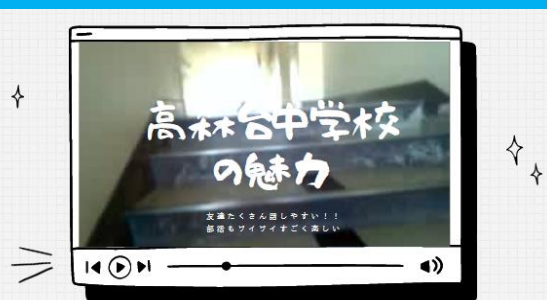 高森台中学校
の魅力
友達たくさん話しやすい！！
部活もワイワイすごく楽しい